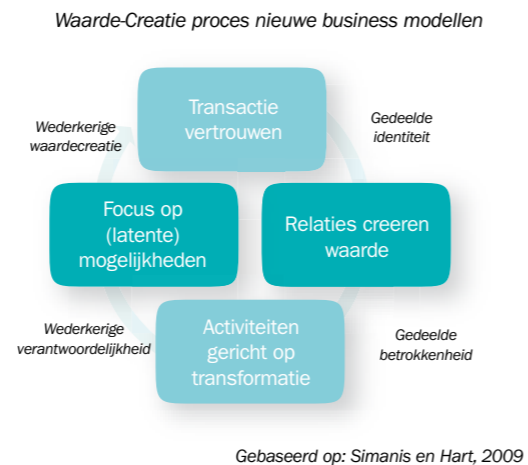 Waarde-Creatie proces nieuwe business modellen
Transactie
vertrouwen
Wederkerige
waardecreatie
Gedeelde
identiteit
Focus op
(latente)
mogelijkheden
Relaties creeren
waarde
Wederkerige
verantwoordelijkheid
Activiteiten
gericht op
transformatie
Gedeelde
betrokkenheid
Gebaseerd op: Simanis en Hart, 2009